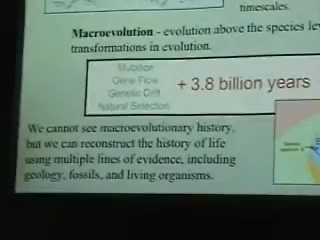 timescales.
Macroevolution - evolution above the species
transformations in evolution.
Mutation
Gene Flow
Genetic Drift
Natural Selection
+ 3.8 billion years
We cannot see macroevolutionary history,
but we can reconstruct the history of life
using multiple lines of evidence, including
geology, fossils, and living organisms.